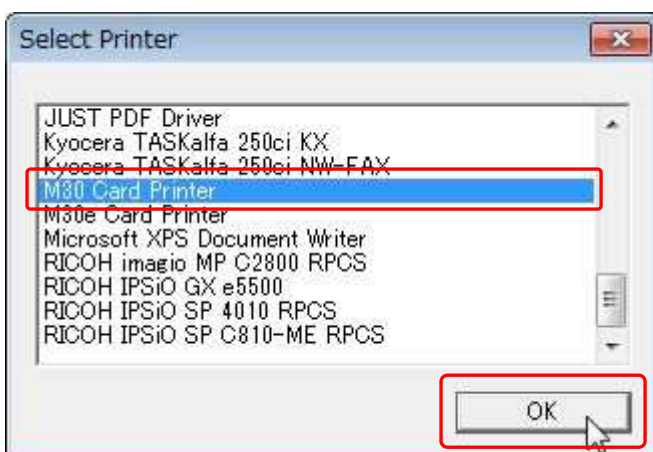 Select Printer
JUST PDF Driver
Kyocera TASKalfa 250ci KX
Kyocera TASKalfa 250ci NW-FAX
M30 Card Printer
M30e Card Printer
Microsoft XPS Document Writer
RICOH imagio MP C2800 RPCS
RICOH IPSiO GX e5500
RICOH IPSiO SP 4010 RPCS
RICOH IPSiO SP C810-ME RPCS
OK